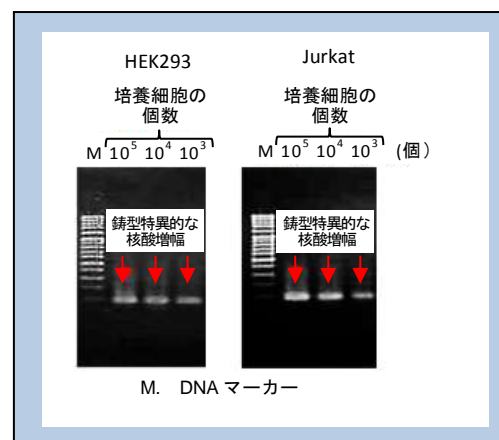 HEK293
培養細胞の
個数
M 10⁵ 10⁴ 10³
鋳型特異的な
核酸増幅
Jurkat
培養細胞の
個数
M 10⁵ 10⁴ 10³ (個)
鋳型特異的な
核酸増幅
M. DNA マーカー